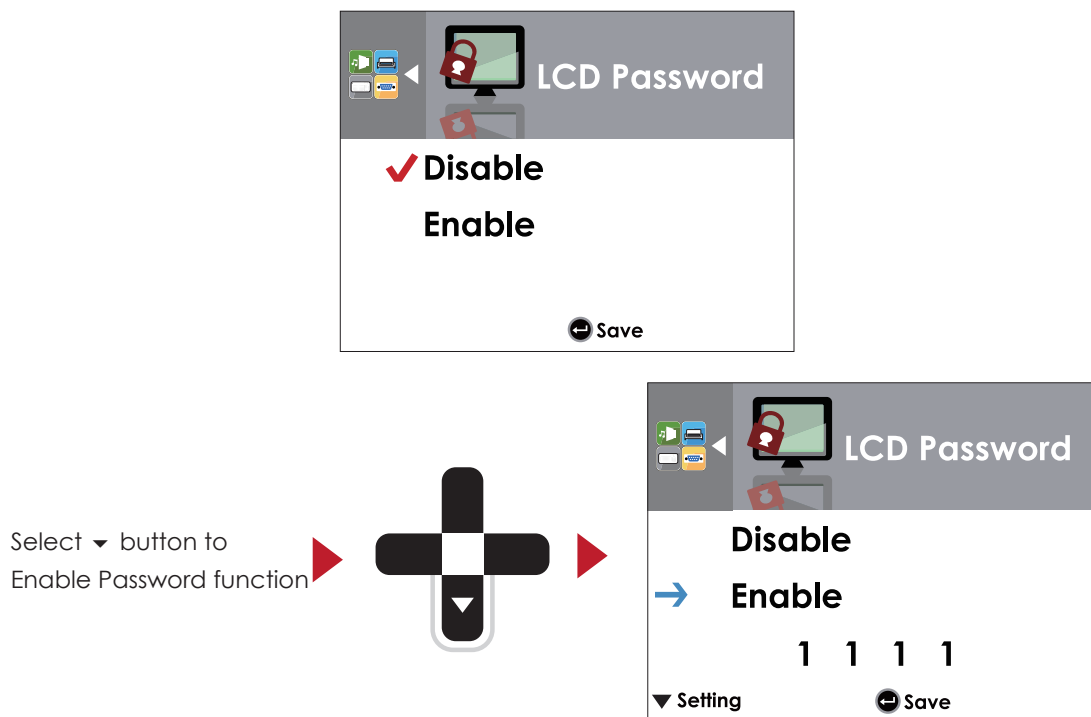 LCD Password
Disable
Enable
Save
Select ▼ button to
Enable Password function
LCD Password
Disable
Enable
1 1 1 1
Setting
Save